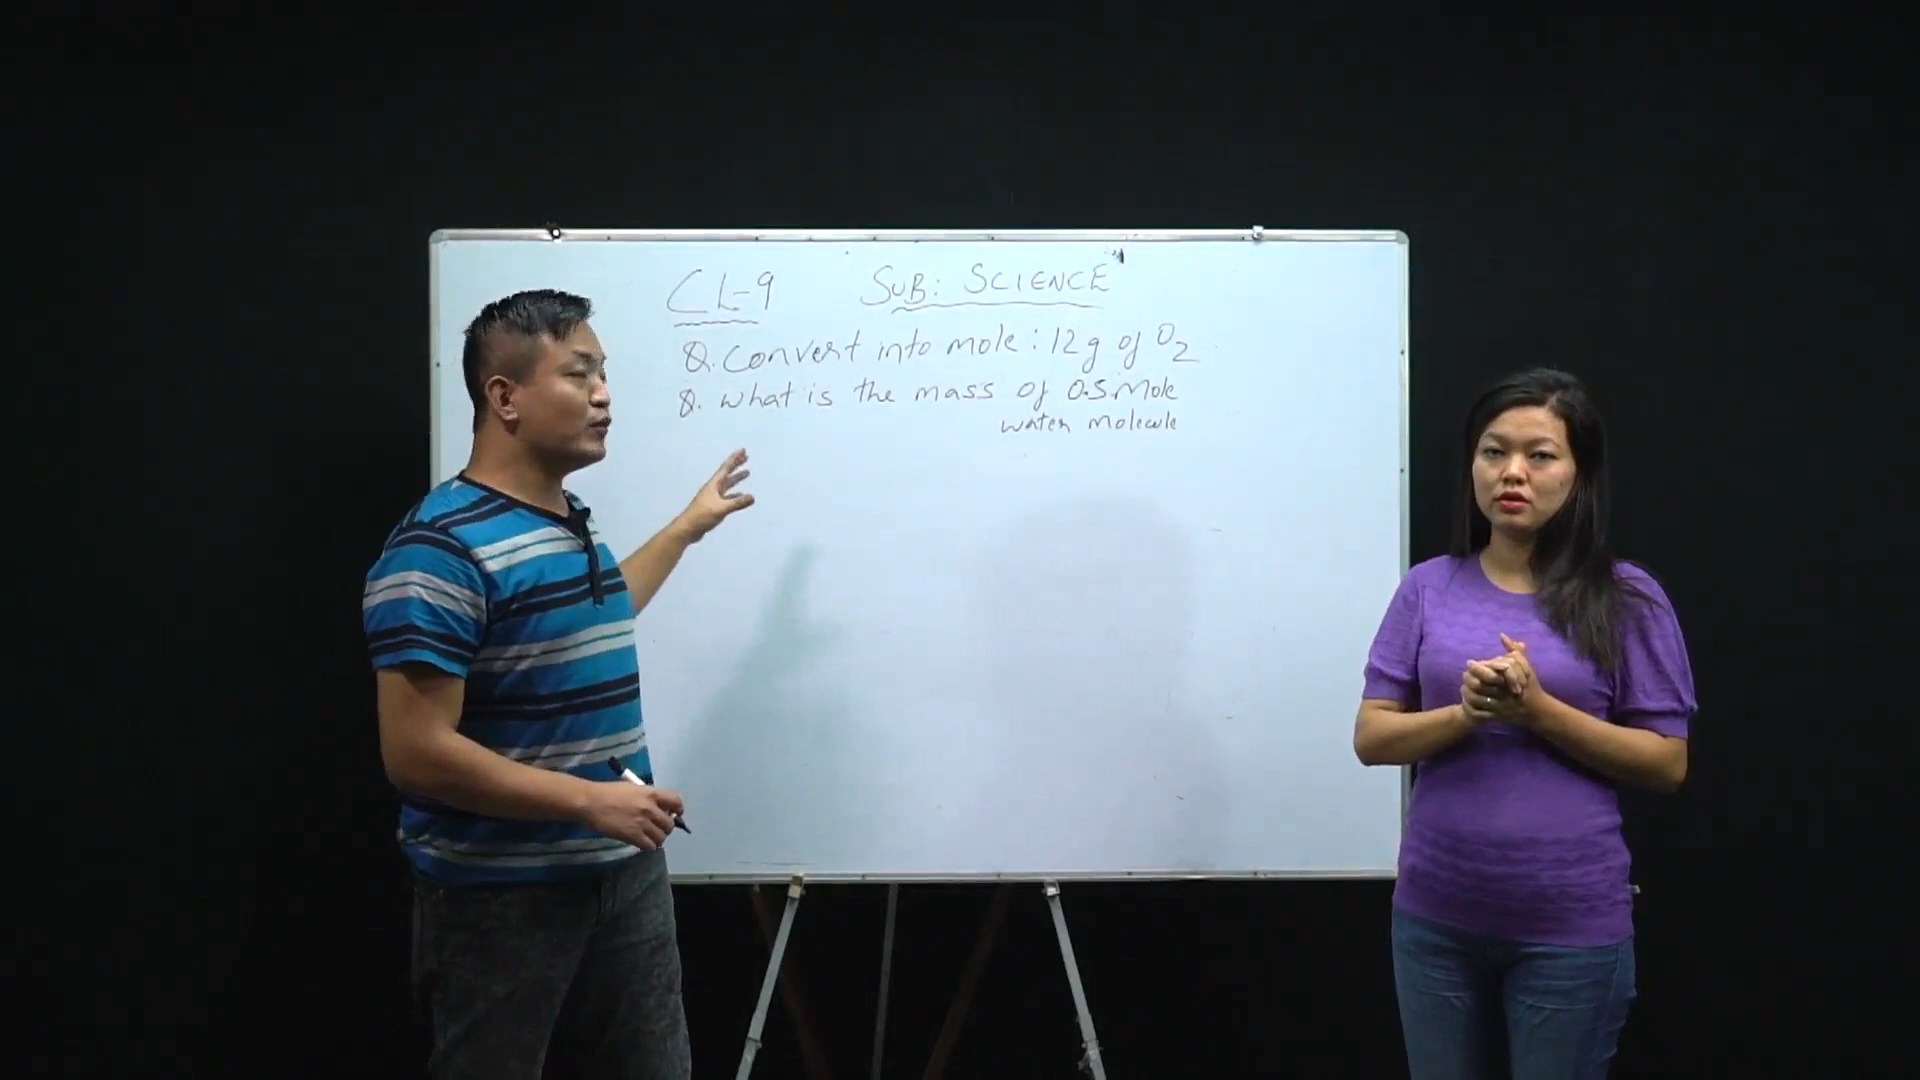 CL-9 SUB: SCIENCE
Q. Convert into mole: 12g of O2
Q. What is the mass of 0.5 Mole
water molecule